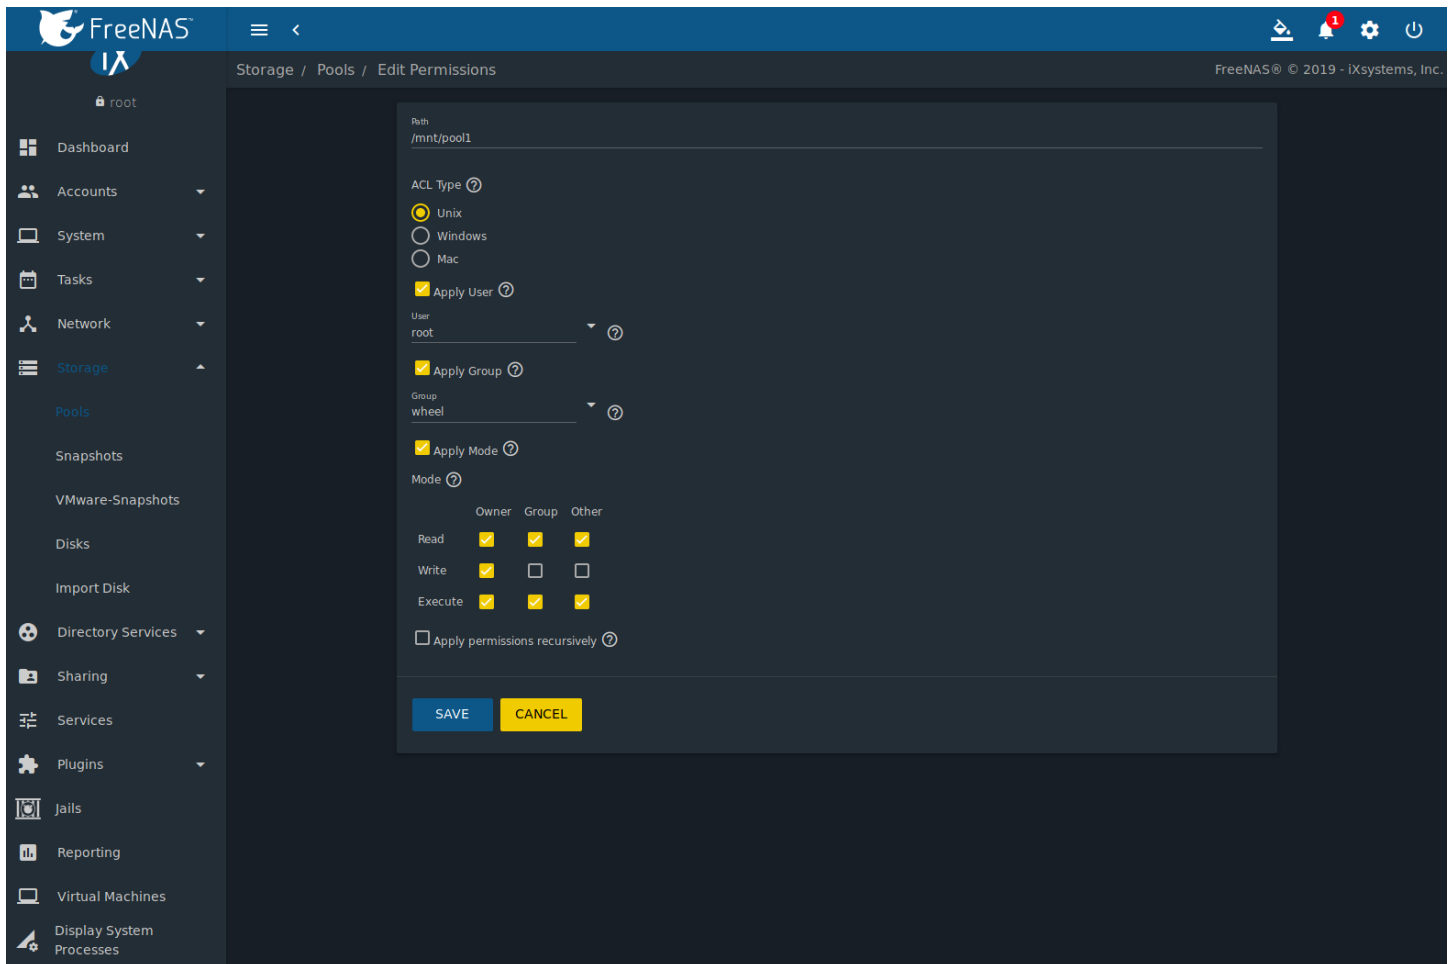 FreeNAS™
1
iX
root
Storage / Pools / Edit Permissions
FreeNAS® © 2019 - iXsystems, Inc.
Dashboard
Accounts
System
Tasks
Network
Storage
Pools
Snapshots
VMware-Snapshots
Disks
Import Disk
Directory Services
Sharing
Services
Plugins
Jails
Reporting
Virtual Machines
Display System
Processes
Path
/mnt/pool1
ACL Type ?
Unix
Windows
Mac
Apply User ?
User
root ?
Apply Group ?
Group
wheel ?
Apply Mode ?
Mode ?
Owner Group Other
Read
Write
Execute
Apply permissions recursively ?
SAVE CANCEL